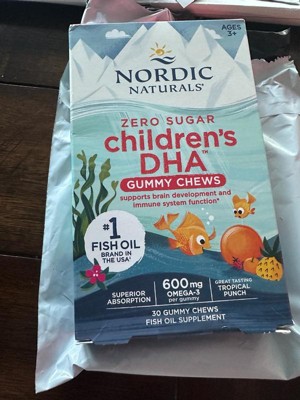 AGES
3+
NORDIC
NATURALS®
ZERO SUGAR
children's
DHA™
GUMMY CHEWS
supports brain development and
immune system function*
#1
FISH OIL
BRAND IN
THE USA‡
SUPERIOR
ABSORPTION
600mg
OMEGA-3
per gummy
GREAT TASTING
TROPICAL
PUNCH
30 GUMMY CHEWS
FISH OIL SUPPLEMENT